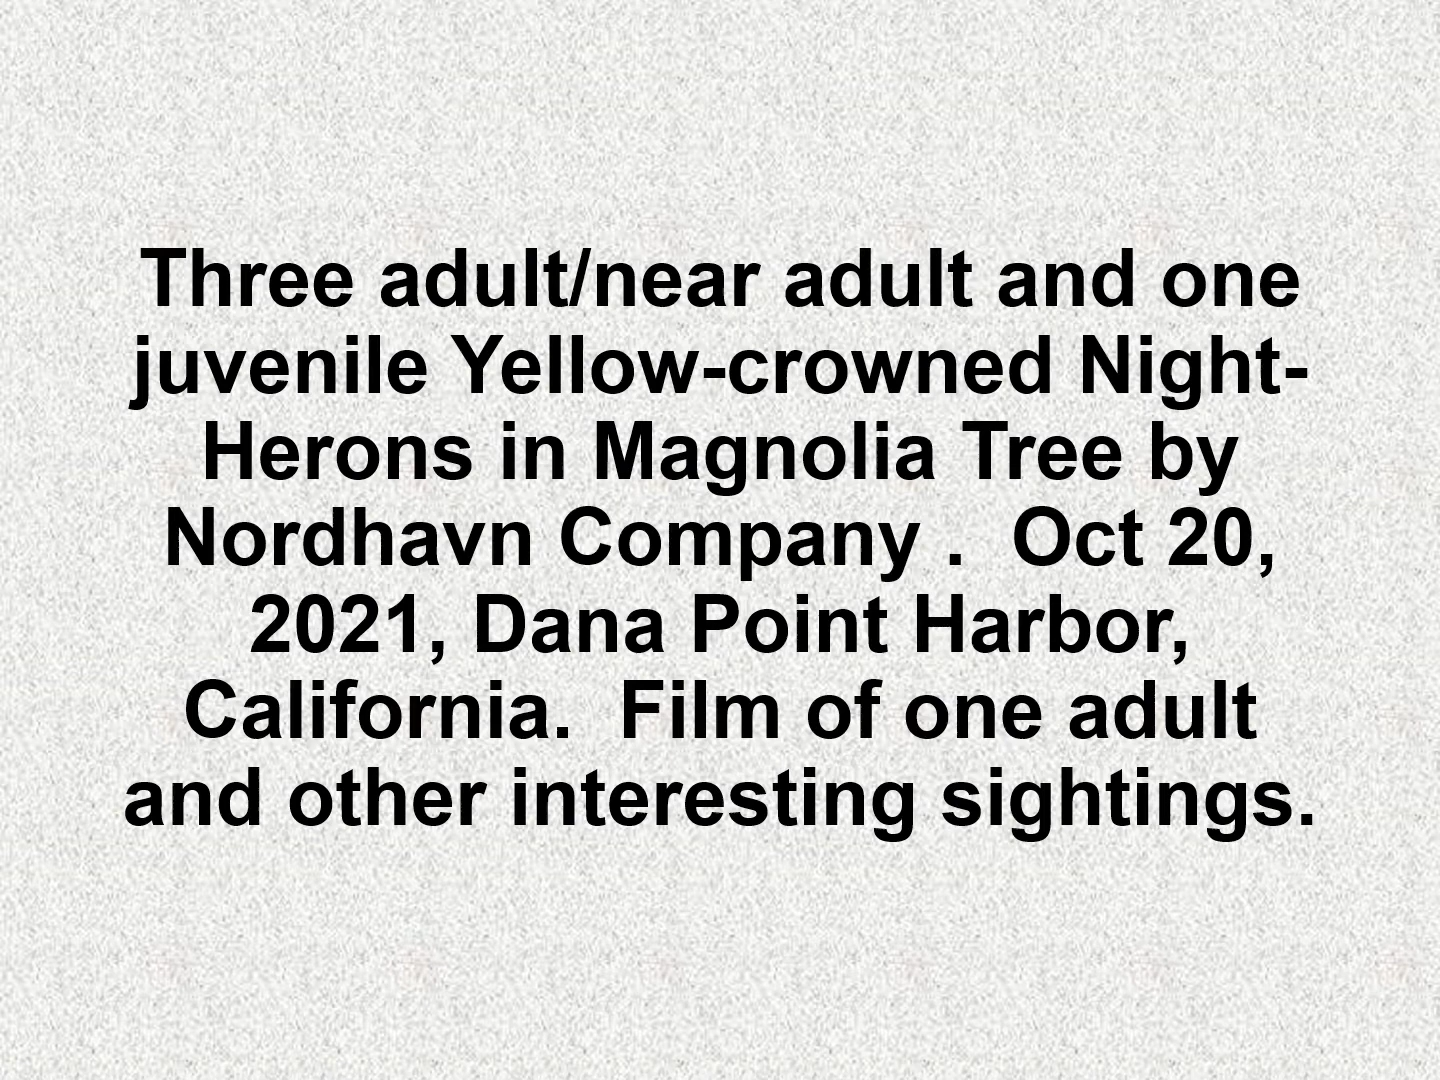 Three adult/near adult and one
juvenile Yellow-crowned Night-
Herons in Magnolia Tree by
Nordhavn Company .  Oct 20,
2021, Dana Point Harbor,
California.  Film of one adult
and other interesting sightings.